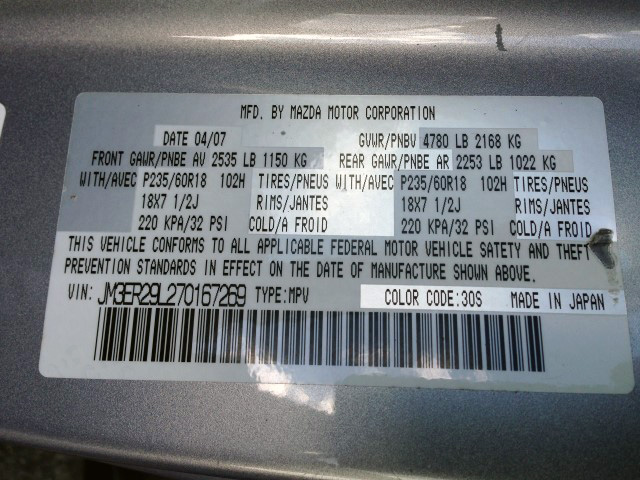 MFD. BY MAZDA MOTOR CORPORATION
DATE 04/07 GVWR/PNBV 4780 LB 2168 KG
FRONT GAWR/PNBE AV 2535 LB 1150 KG REAR GAWR/PNBE AR 2253 LB 1022 KG
WITH/AVEC P235/60R18 102H TIRES/PNEUS WITH/AVEC P235/60R18 102H TIRES/PNEUS
18X7 1/2J RIMS/JANTES 18X7 1/2J RIMS/JANTES
220 KPA/32 PSI COLD/A FROID 220 KPA/32 PSI COLD/A FROID
THIS VEHICLE CONFORMS TO ALL APPLICABLE FEDERAL MOTOR VEHICLE SAFETY AND THEFT
PREVENTION STANDARDS IN EFFECT ON THE DATE OF MANUFACTURE SHOWN ABOVE.
VIN: JM3ER29L270167269 TYPE:MPV COLOR CODE:30S MADE IN JAPAN